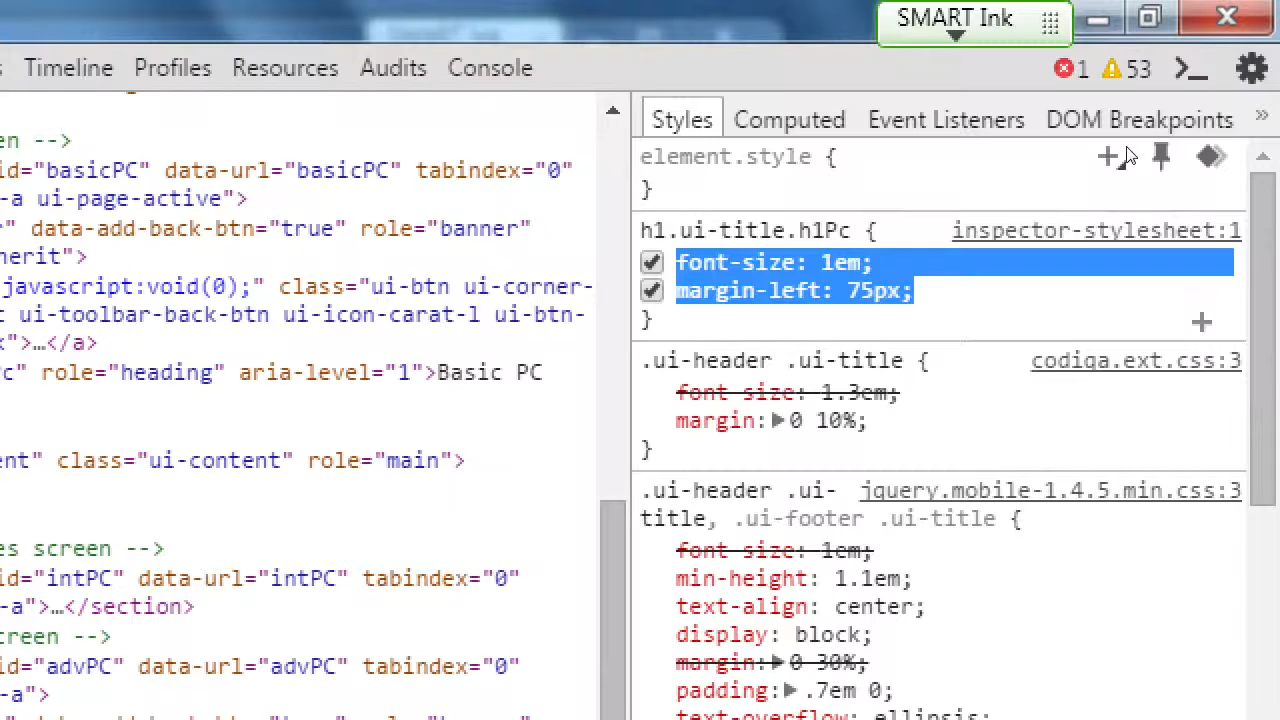 SMART Ink
s Timeline Profiles Resources Audits Console
1 53
en -->
id="basicPC" data-url="basicPC" tabindex="0"
-a ui-page-active">
r" data-add-back-btn="true" role="banner"
herit">
javascript:void(0);" class="ui-btn ui-corner-
t ui-toolbar-back-btn ui-icon-carat-l ui-btn-
k">…</a>
Pc" role="heading" aria-level="1">Basic PC
ent" class="ui-content" role="main">
es screen -->
id="intPC" data-url="intPC" tabindex="0"
-a">…</section>
screen -->
id="advPC" data-url="advPC" tabindex="0"
-a">
Styles Computed Event Listeners DOM Breakpoints »
element.style {
}
h1.ui-title.h1Pc { inspector-stylesheet:1
font-size: 1em;
margin-left: 75px;
}
.ui-header .ui-title { codiqa.ext.css:3
font-size: 1.3em;
margin: 0 10%;
}
.ui-header .ui- jquery.mobile-1.4.5.min.css:3
title, .ui-footer .ui-title {
font-size: 1em;
min-height: 1.1em;
text-align: center;
display: block;
margin: 0 30%;
padding: .7em 0;
text-overflow: ellipsis;